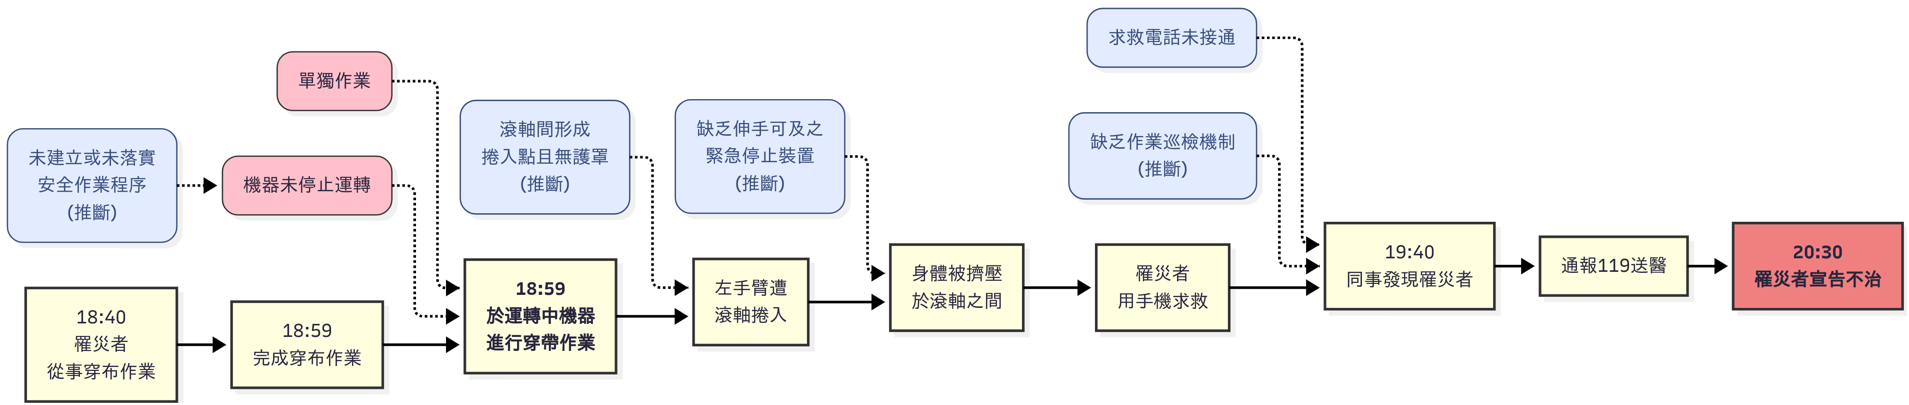 求救電話未接通
單獨作業
滾軸間形成
捲入點且無護罩
(推斷)
缺乏伸手可及之
緊急停止裝置
(推斷)
缺乏作業巡檢機制
(推斷)
未建立或未落實
安全作業程序
(推斷)
機器未停止運轉
18:40
罹災者
從事穿布作業
18:59
完成穿布作業
18:59
於運轉中機器
進行穿帶作業
左手臂遭
滾軸捲入
身體被擠壓
於滾軸之間
罹災者
用手機求救
19:40
同事發現罹災者
通報119送醫
20:30
罹災者宣告不治